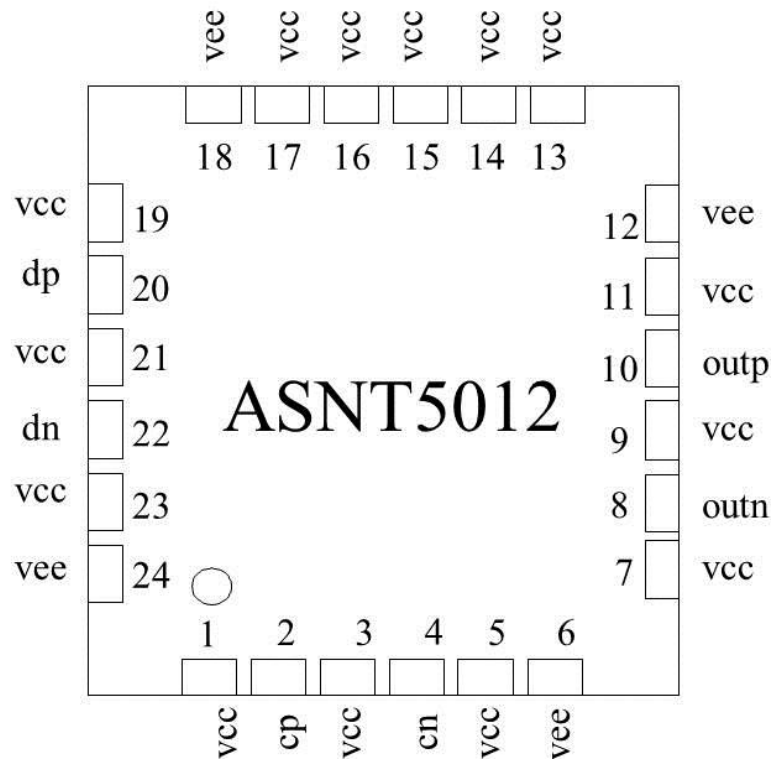 vee vcc vcc vcc vcc vcc
18 17 16 15 14 13
vcc 19 12 vee
dp 20 11 vcc
vcc 21 10 outp
ASNT5012
dn 22 9 vcc
vcc 23 8 outn
vee 24 7 vcc
1 2 3 4 5 6
vcc cp vcc cn vcc vee